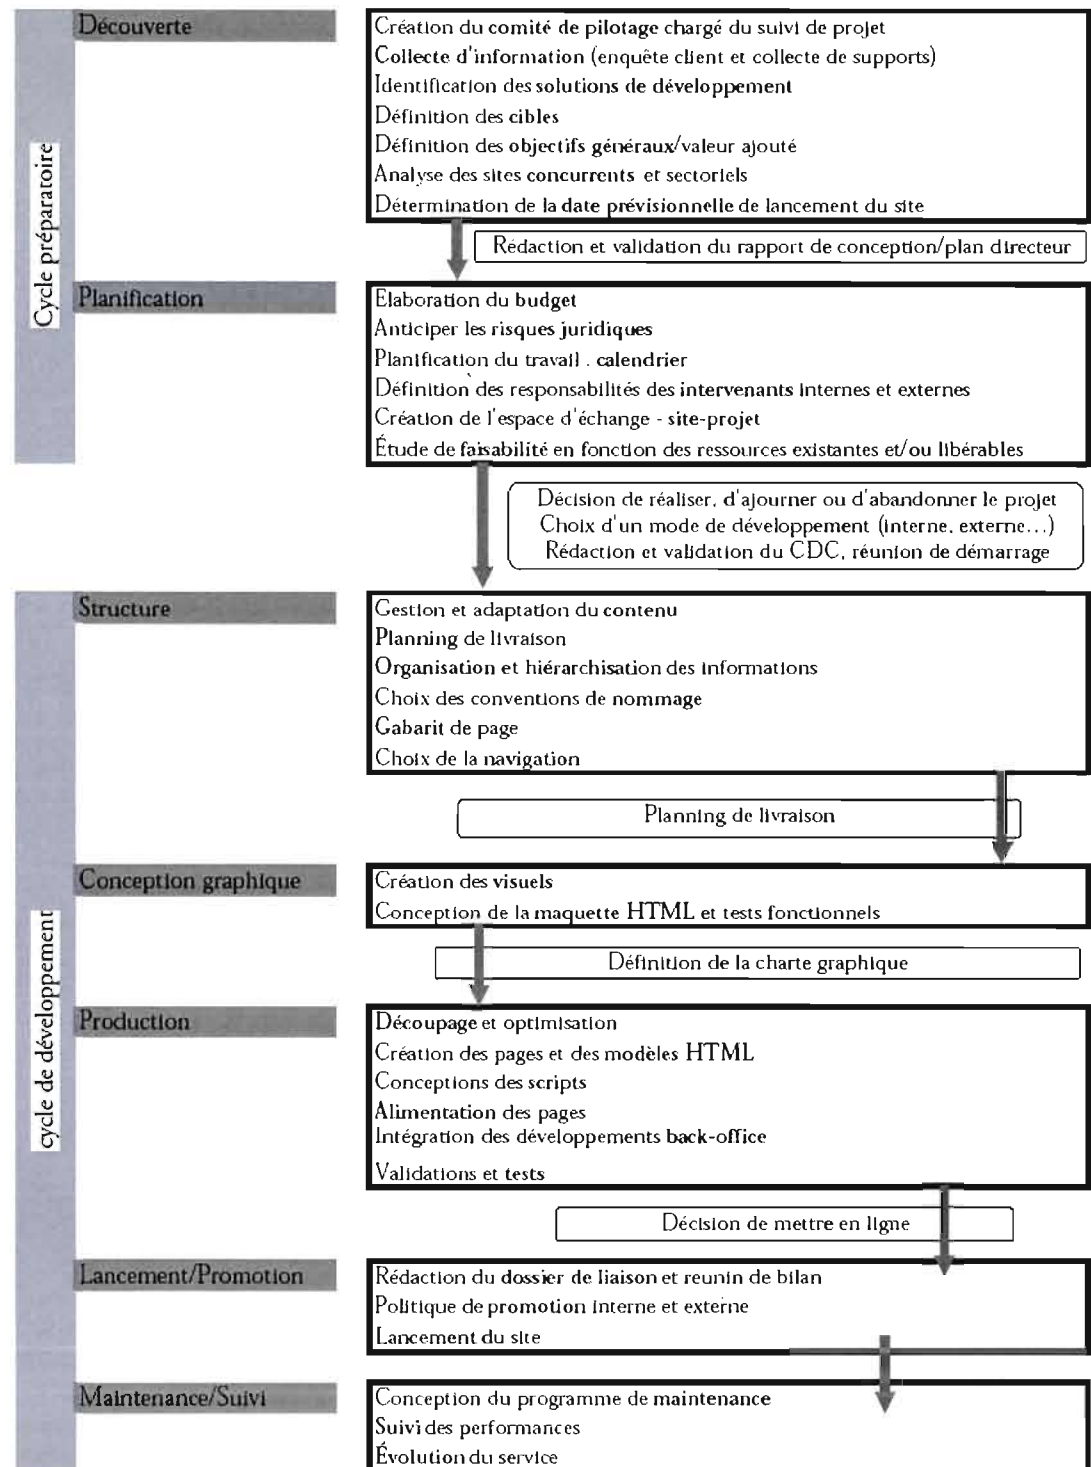 Cycle préparatoire
Découverte
Création du comité de pilotage chargé du suivi de projet
Collecte d'information (enquête client et collecte de supports)
Identification des solutions de développement
Définition des cibles
Définition des objectifs généraux/valeur ajouté
Analyse des sites concurrents et sectoriels
Détermination de la date prévisionnelle de lancement du site
Rédaction et validation du rapport de conception/plan directeur
Planification
Elaboration du budget
Anticiper les risques juridiques
Planification du travail . calendrier
Définition des responsabilités des intervenants internes et externes
Création de l'espace d'échange - site-projet
Étude de faisabilité en fonction des ressources existantes et/ou libérables
Décision de réaliser, d'ajourner ou d'abandonner le projet
Choix d'un mode de développement (interne, externe...)
Rédaction et validation du CDC, réunion de démarrage
cycle de développement
Structure
Gestion et adaptation du contenu
Planning de livraison
Organisation et hiérarchisation des informations
Choix des conventions de nommage
Gabarit de page
Choix de la navigation
Planning de livraison
Conception graphique
Création des visuels
Conception de la maquette HTML et tests fonctionnels
Définition de la charte graphique
Production
Découpage et optimisation
Création des pages et des modèles HTML
Conceptions des scripts
Alimentation des pages
Intégration des développements back-office
Validations et tests
Décision de mettre en ligne
Lancement/Promotion
Rédaction du dossier de liaison et reunin de bilan
Politique de promotion interne et externe
Lancement du site
Maintenance/Suivi
Conception du programme de maintenance
Suivi des performances
Évolution du service